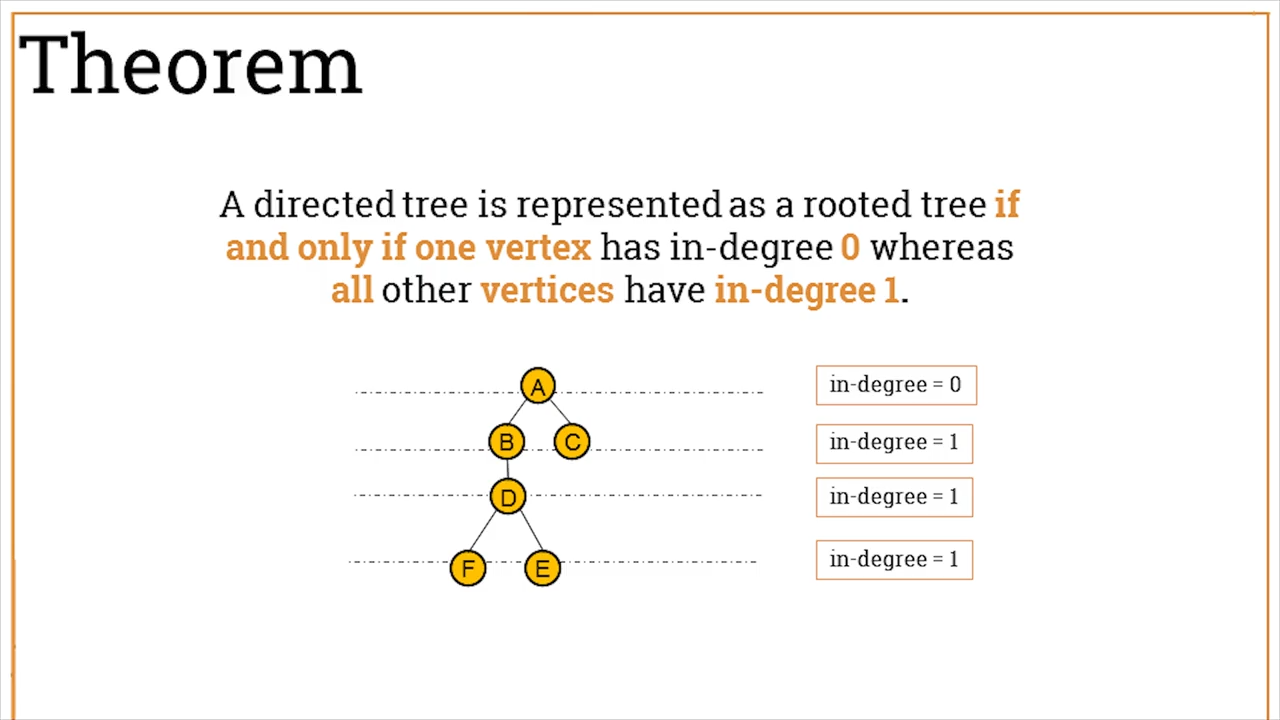 Theorem
A directed tree is represented as a rooted tree if
and only if one vertex has in-degree 0 whereas
all other vertices have in-degree 1.
A
in-degree = 0
B
C
in-degree = 1
D
in-degree = 1
F
E
in-degree = 1